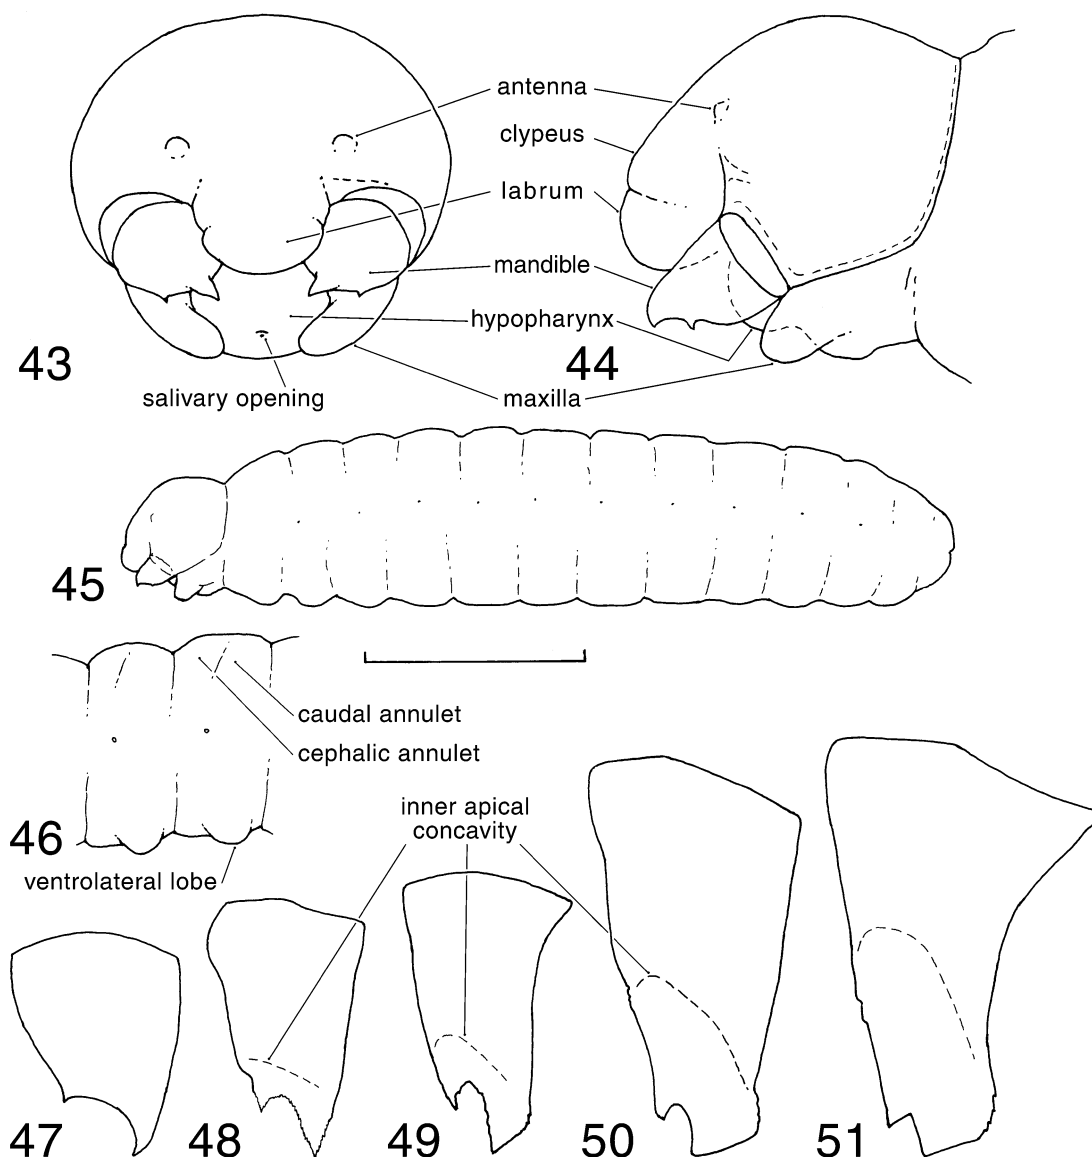 antenna
clypeus
labrum
mandible
hypopharynx
43
44
salivary opening
maxilla
45
caudal annulet
cephalic annulet
46
inner apical
concavity
ventrolateral lobe
47
48
49
50
51